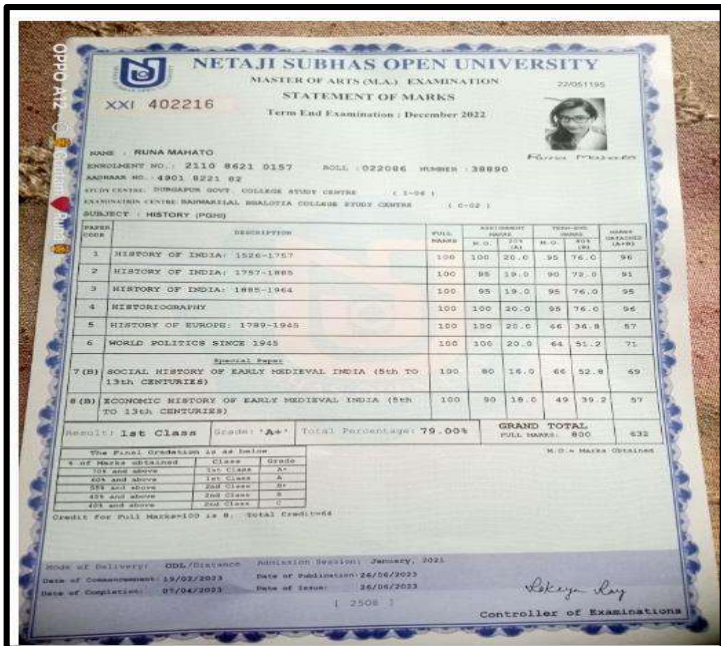 OPPO A12
NETAJI SUBHAS OPEN UNIVERSITY
MASTER OF ARTS (M.A.) EXAMINATION
22/051195
STATEMENT OF MARKS
XXI 402216
Term End Examination : December 2022
NAME : RUNA MAHATO
Runa Mahato
ENROLMENT NO.: 2110 8621 0157 ROLL :022086 NUMBER :38890
AADHAAR NO.:4901 8221 82
STUDY CENTRE: DURGAPUR GOVT. COLLEGE STUDY CENTRE ( I-06 )
EXAMINATION CENTRE:BANWARILAL BHALOTIA COLLEGE STUDY CENTRE ( C-02 )
SUBJECT : HISTORY (PGHI)
PAPER CODE DESCRIPTION FULL MARKS ASSIGNMENT MARKS TERM-END MARKS MARKS OBTAINED (A+B)
M.O. 20% (A) M.O. 80% (B)
1 HISTORY OF INDIA: 1526-1757 100 100 20.0 95 76.0 96
2 HISTORY OF INDIA: 1757-1885 100 95 19.0 90 72.0 91
3 HISTORY OF INDIA: 1885-1964 100 95 19.0 95 76.0 95
4 HISTORIOGRAPHY 100 100 20.0 95 76.0 96
5 HISTORY OF EUROPE: 1789-1945 100 100 20.0 46 36.8 57
6 WORLD POLITICS SINCE 1945 100 100 20.0 64 51.2 71
Special Paper
7(B) SOCIAL HISTORY OF EARLY MEDIEVAL INDIA (5th TO 100 80 16.0 66 52.8 69
13th CENTURIES)
8(B) ECONOMIC HISTORY OF EARLY MEDIEVAL INDIA (5th 100 90 18.0 49 39.2 57
TO 13th CENTURIES)
Result: 1st Class Grade: 'A+' Total Percentage: 79.00% GRAND TOTAL
FULL MARKS: 800 632
The Final Gradation is as below M.O.= Marks Obtained
% of Marks obtained Class Grade
70% and above 1st Class A+
60% and above 1st Class A
55% and above 2nd Class B+
45% and above 2nd Class B
40% and above 2nd Class C
Credit for Full Marks=100 is 8, Total Credit=64
Mode of Delivery: ODL/Distance Admission Session: January, 2021
Date of Commencement: 19/02/2023 Date of Publication:26/06/2023
Date of Completion: 07/04/2023 Date of Issue: 26/06/2023
[ 2506 ]
Controller of Examinations